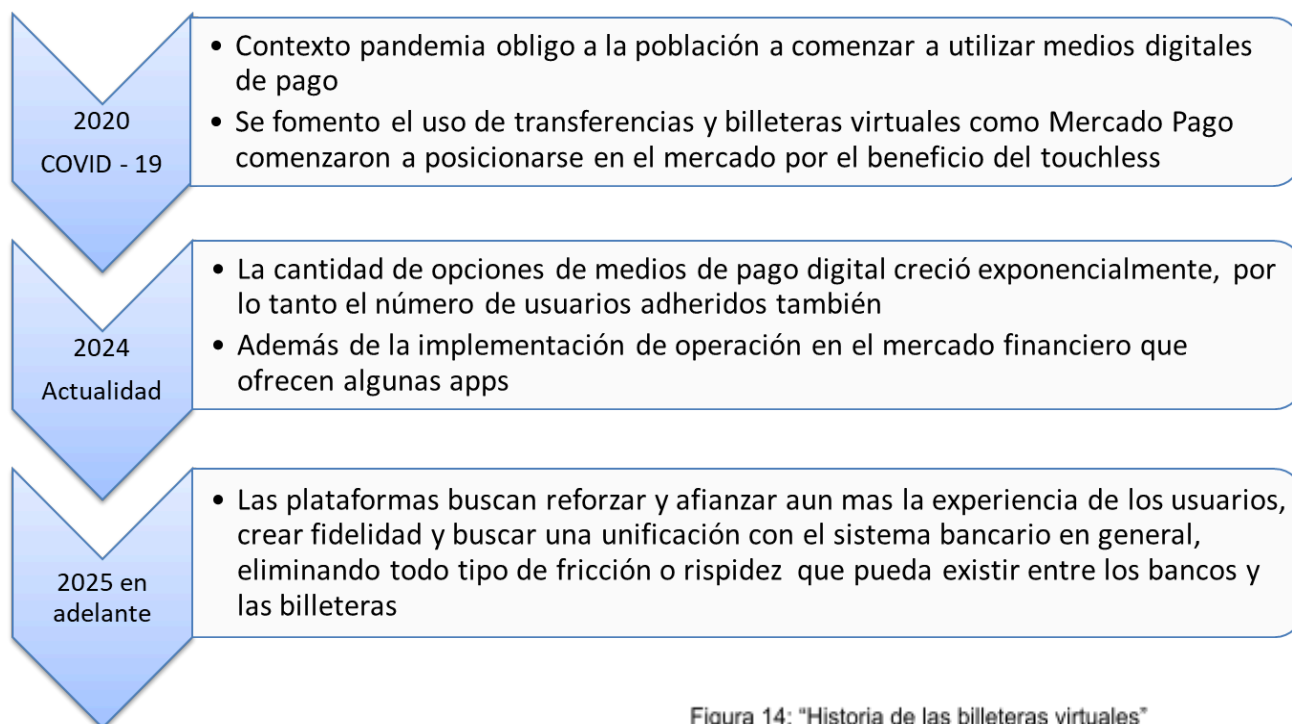 2020
COVID - 19
• Contexto pandemia obligo a la población a comenzar a utilizar medios digitales
de pago
• Se fomento el uso de transferencias y billeteras virtuales como Mercado Pago
comenzaron a posicionarse en el mercado por el beneficio del touchless
2024
Actualidad
• La cantidad de opciones de medios de pago digital creció exponencialmente, por
lo tanto el número de usuarios adheridos también
• Además de la implementación de operación en el mercado financiero que
ofrecen algunas apps
2025 en
adelante
• Las plataformas buscan reforzar y afianzar aun mas la experiencia de los usuarios,
crear fidelidad y buscar una unificación con el sistema bancario en general,
eliminando todo tipo de fricción o rispidez que pueda existir entre los bancos y
las billeteras
Figura 14: "Historia de las billeteras virtuales"